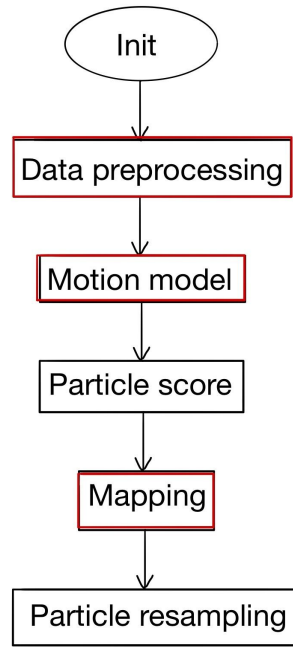 Init
Data preprocessing
Motion model
Particle score
Mapping
Particle resampling